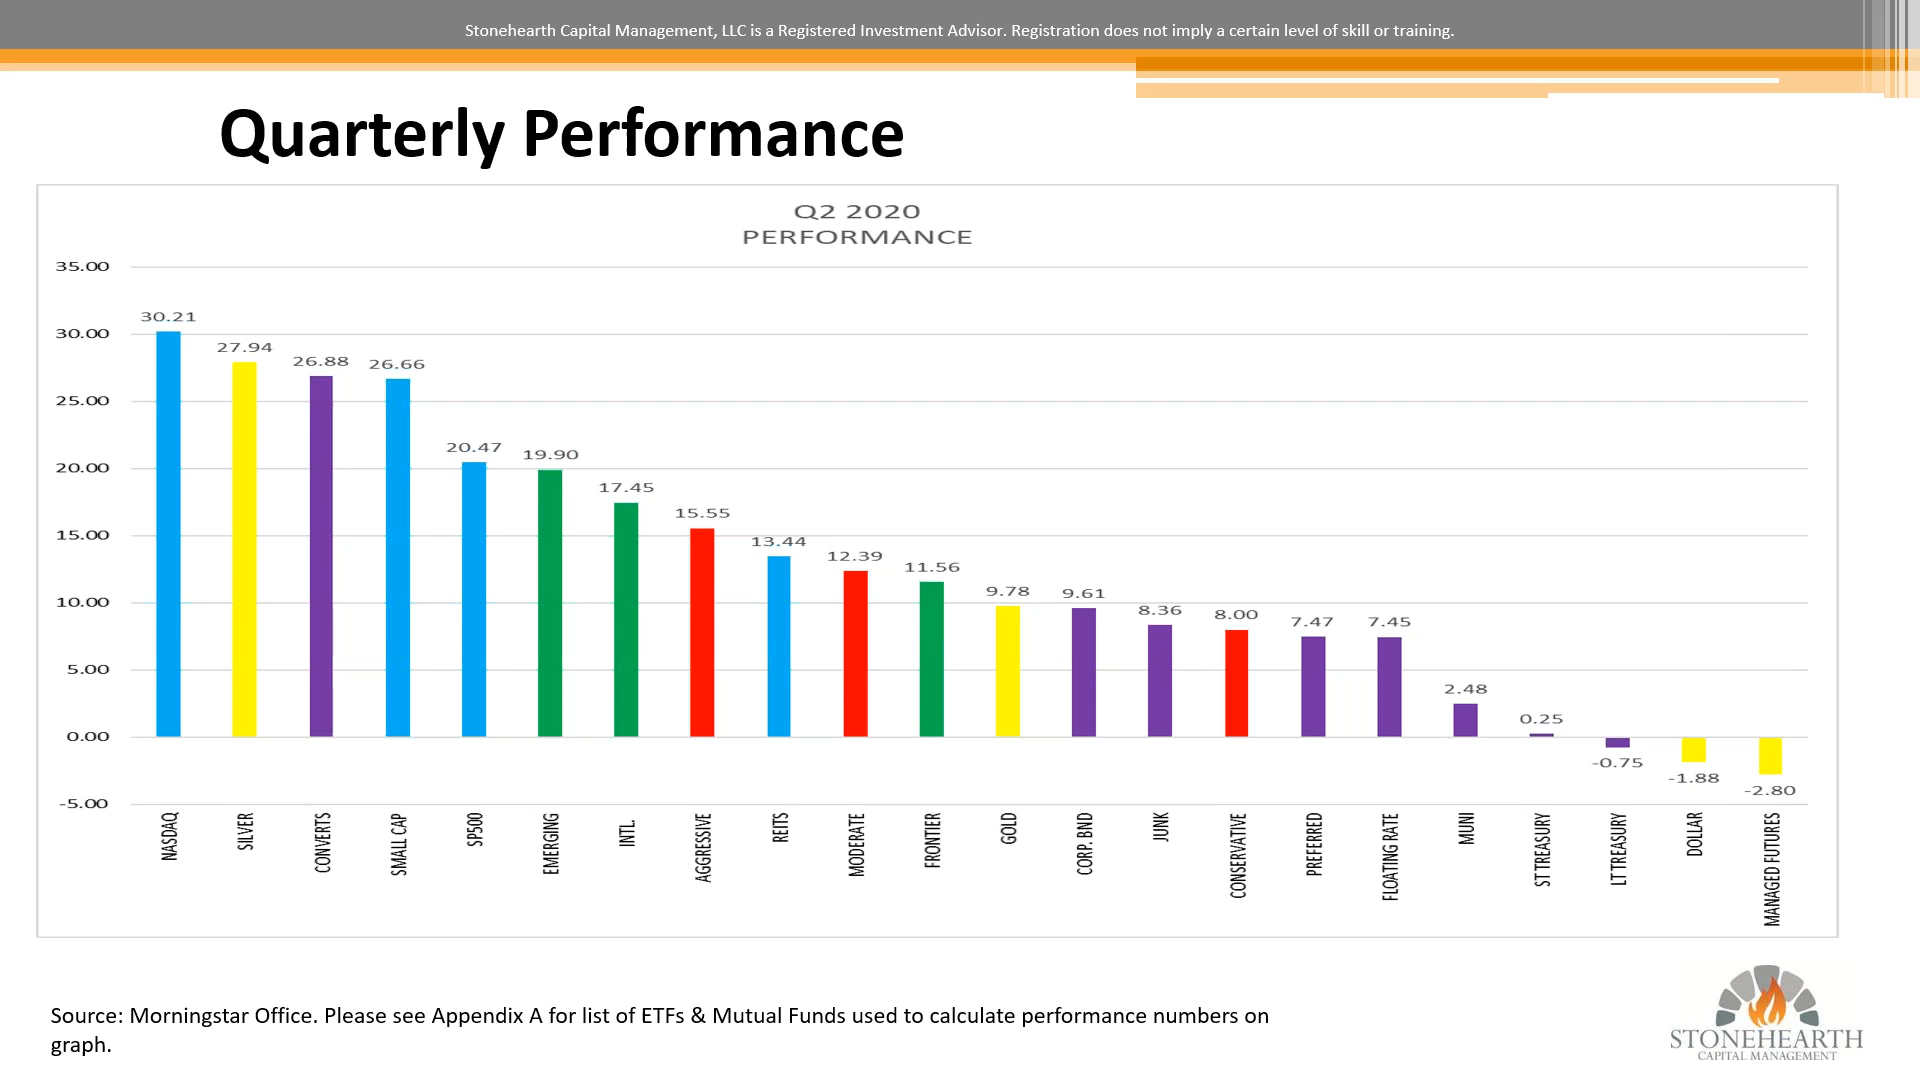 Stonehearth Capital Management, LLC is a Registered Investment Advisor. Registration does not imply a certain level of skill or training.
Quarterly Performance
Q2 2020
PERFORMANCE
35.00
30.00
25.00
20.00
15.00
10.00
5.00
0.00
-5.00
30.21
27.94
26.88
26.66
20.47
19.90
17.45
15.55
13.44
12.39
11.56
9.78
9.61
8.36
8.00
7.47
7.45
2.48
0.25
-0.75
-1.88
-2.80
NASDAQ
SILVER
CONVERTS
SMALL CAP
SP500
EMERGING
INTL.
AGGRESSIVE
REITS
MODERATE
FRONTIER
GOLD
CORP. BND
JUNK
CONSERVATIVE
PREFERRED
FLOATING RATE
MUNI
ST TREASURY
LT TREASURY
DOLLAR
MANAGED FUTURES
Source: Morningstar Office. Please see Appendix A for list of ETFs & Mutual Funds used to calculate performance numbers on
graph.
STONEHEARTH
CAPITAL MANAGEMENT